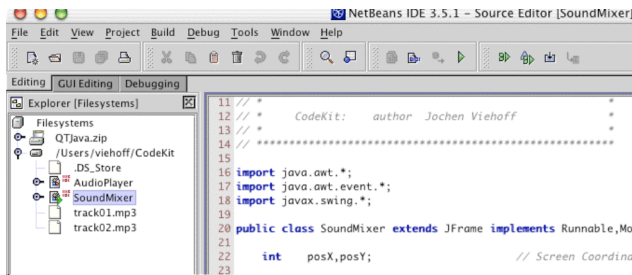 NetBeans IDE 3.5.1 - Source Editor [SoundMixer]
File Edit View Project Build Debug Tools Window Help
Editing GUI Editing Debugging
Explorer [Filesystems]
Filesystems
QTJava.zip
/Users/viehoff/CodeKit
.DS_Store
AudioPlayer
SoundMixer
track01.mp3
track02.mp3
11 // * *
12 // * CodeKit: author Jochen Viehoff *
13 // * *
14 // *******************************************************
15
16 import java.awt.*;
17 import java.awt.event.*;
18 import javax.swing.*;
19
20 public class SoundMixer extends JFrame implements Runnable,Mo
21
22 int posX,posY; // Screen Coordina
23